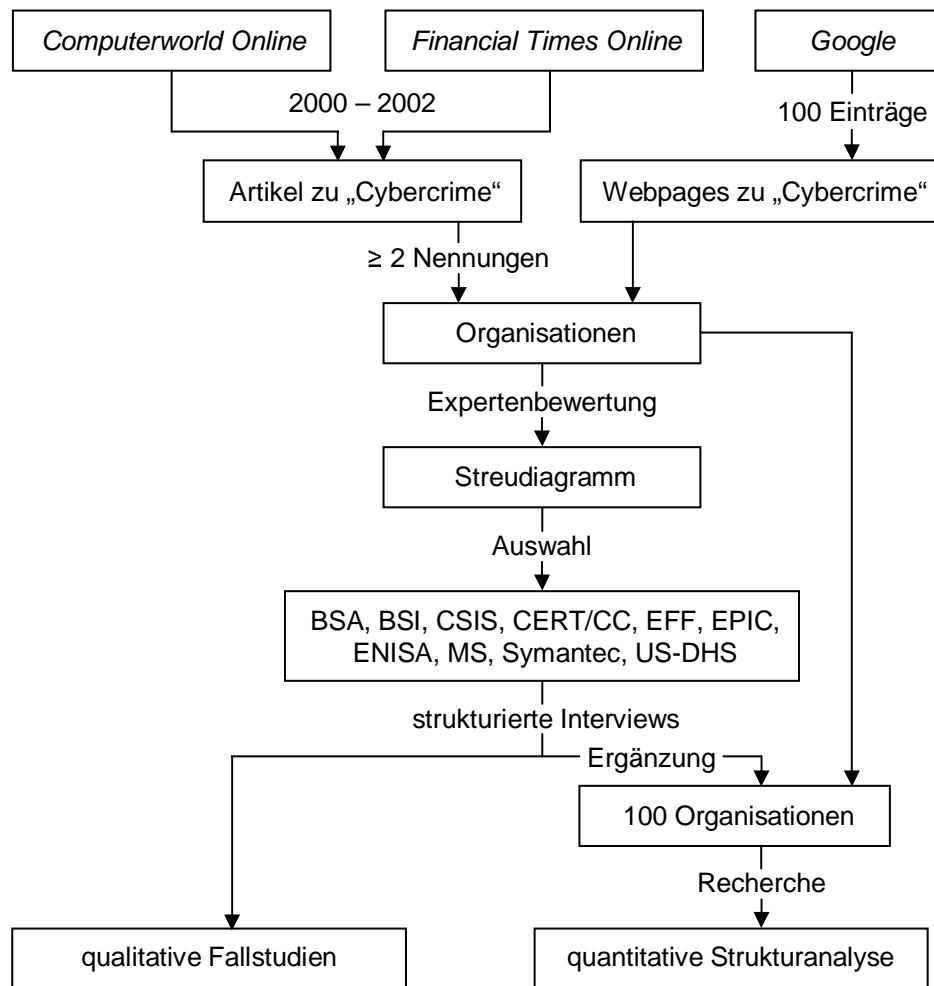 Computerworld Online
Financial Times Online
Google
2000 – 2002
100 Einträge
Artikel zu „Cybercrime“
Webpages zu „Cybercrime“
≥ 2 Nennungen
Organisationen
Expertenbewertung
Streudiagramm
Auswahl
BSA, BSI, CSIS, CERT/CC, EFF, EPIC,
ENISA, MS, Symantec, US-DHS
strukturierte Interviews
Ergänzung
100 Organisationen
Recherche
qualitative Fallstudien
quantitative Strukturanalyse